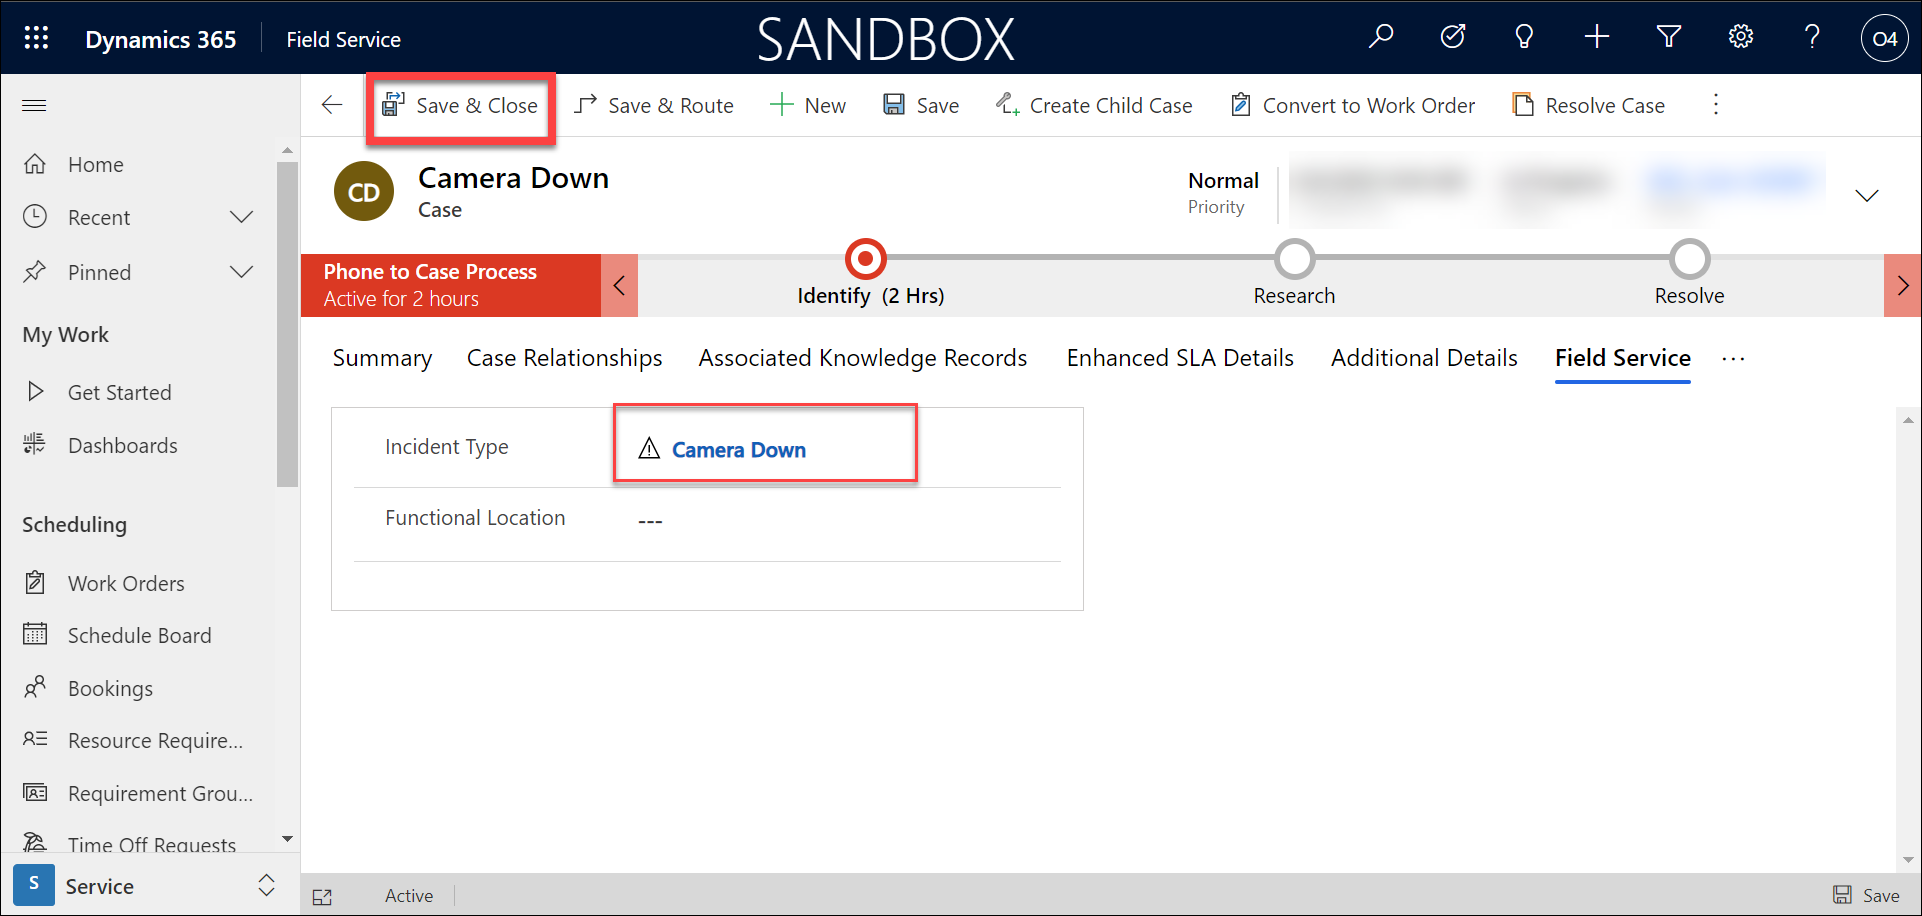 Dynamics 365
Field Service
SANDBOX
O4
Save & Close
Save & Route
New
Save
Create Child Case
Convert to Work Order
Resolve Case
Home
Recent
Pinned
My Work
Get Started
Dashboards
Scheduling
Work Orders
Schedule Board
Bookings
Resource Require...
Requirement Grou...
Time Off Requests
S
Service
CD
Camera Down
Case
Normal
Priority
Phone to Case Process
Active for 2 hours
Identify (2 Hrs)
Research
Resolve
Summary
Case Relationships
Associated Knowledge Records
Enhanced SLA Details
Additional Details
Field Service
Incident Type
Camera Down
Functional Location
---
Active
Save